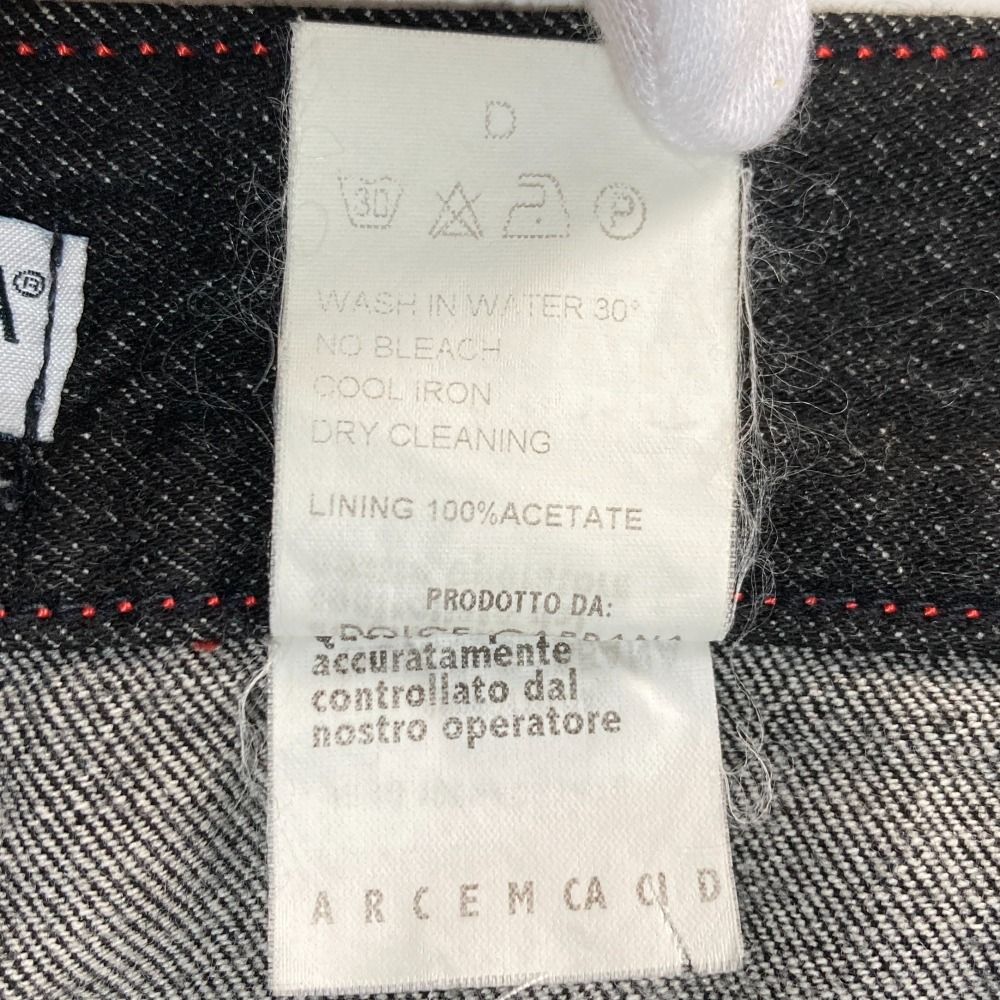 D
30 P
WASH IN WATER 30°
NO BLEACH
COOL IRON
DRY CLEANING
LINING 100%ACETATE
PRODOTTO DA:
accuratamente
controllato dal
nostro operatore
A R C E M CA D
A®